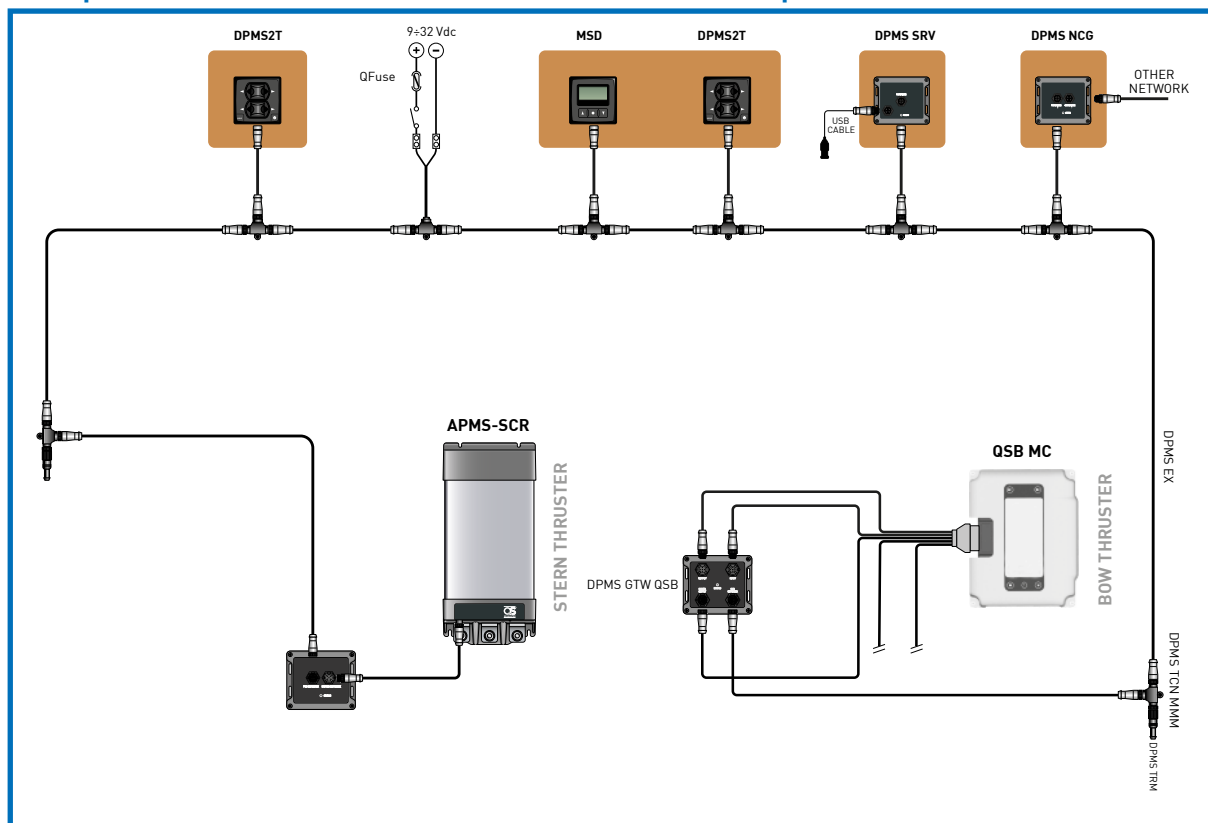 DPMS2T
9÷32 Vdc
MSD
DPMS2T
DPMS SRV
DPMS NCG
QFuse
OTHER
NETWORK
USB
CABLE
APMS-SCR
STERN THRUSTER
QSB MC
BOW THRUSTER
DPMS GTW QSB
DPMS EX
DPMS TCN MMM
DPMS TRM